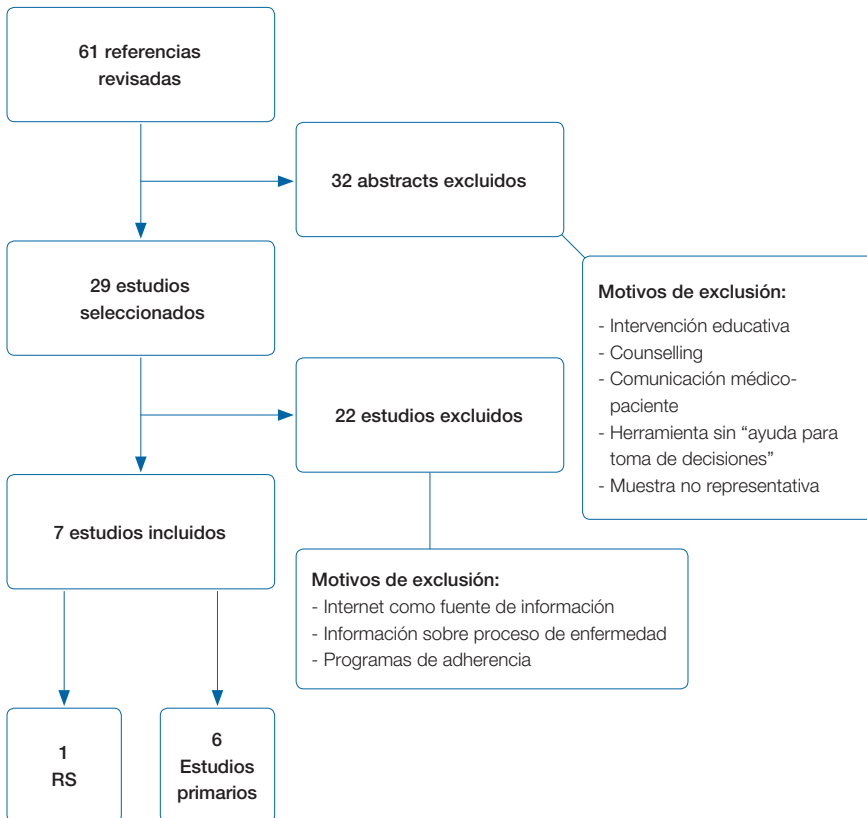 61 referencias
revisadas
32 abstracts excluidos
29 estudios
seleccionados
Motivos de exclusión:
- Intervención educativa
- Counselling
- Comunicación médico-
paciente
- Herramienta sin “ayuda para
toma de decisiones”
- Muestra no representativa
22 estudios excluidos
7 estudios incluidos
Motivos de exclusión:
- Internet como fuente de información
- Información sobre proceso de enfermedad
- Programas de adherencia
1
RS
6
Estudios
primarios